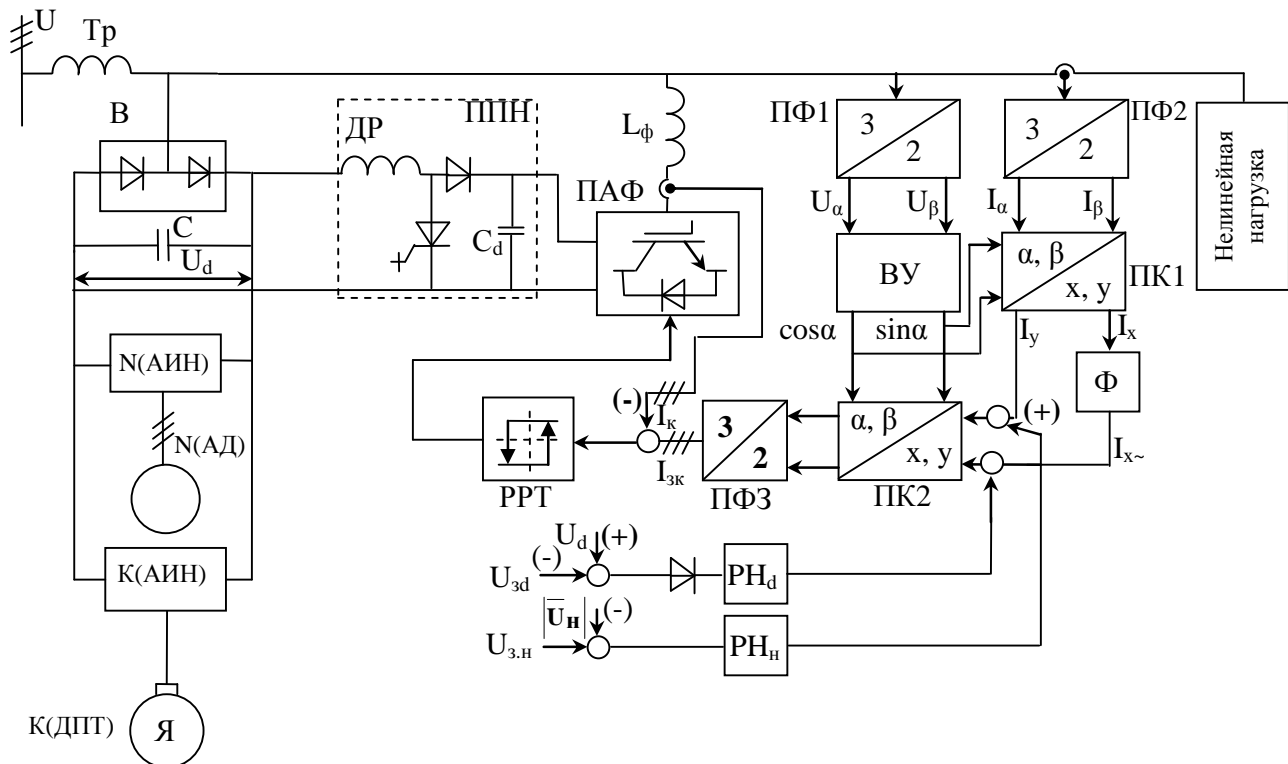 U
Тр
В
ППН
ДР
Lф
ПФ1
3
2
ПФ2
3
2
Нелинейная нагрузка
ПАФ
Uα
Uβ
Iα
Iβ
С
Cd
Ud
ВУ
α, β
x, y
ПК1
cosα
sinα
Iy
Ix
N(АИН)
Ф
(-)
Iк
3
2
α, β
x, y
(+)
N(АД)
Iзк
Ix~
РРТ
ПФ3
ПК2
Ud
(+)
(-)
К(АИН)
Uзd
РНd
|Uн|
(-)
Uз.н
РНн
К(ДПТ)
Я